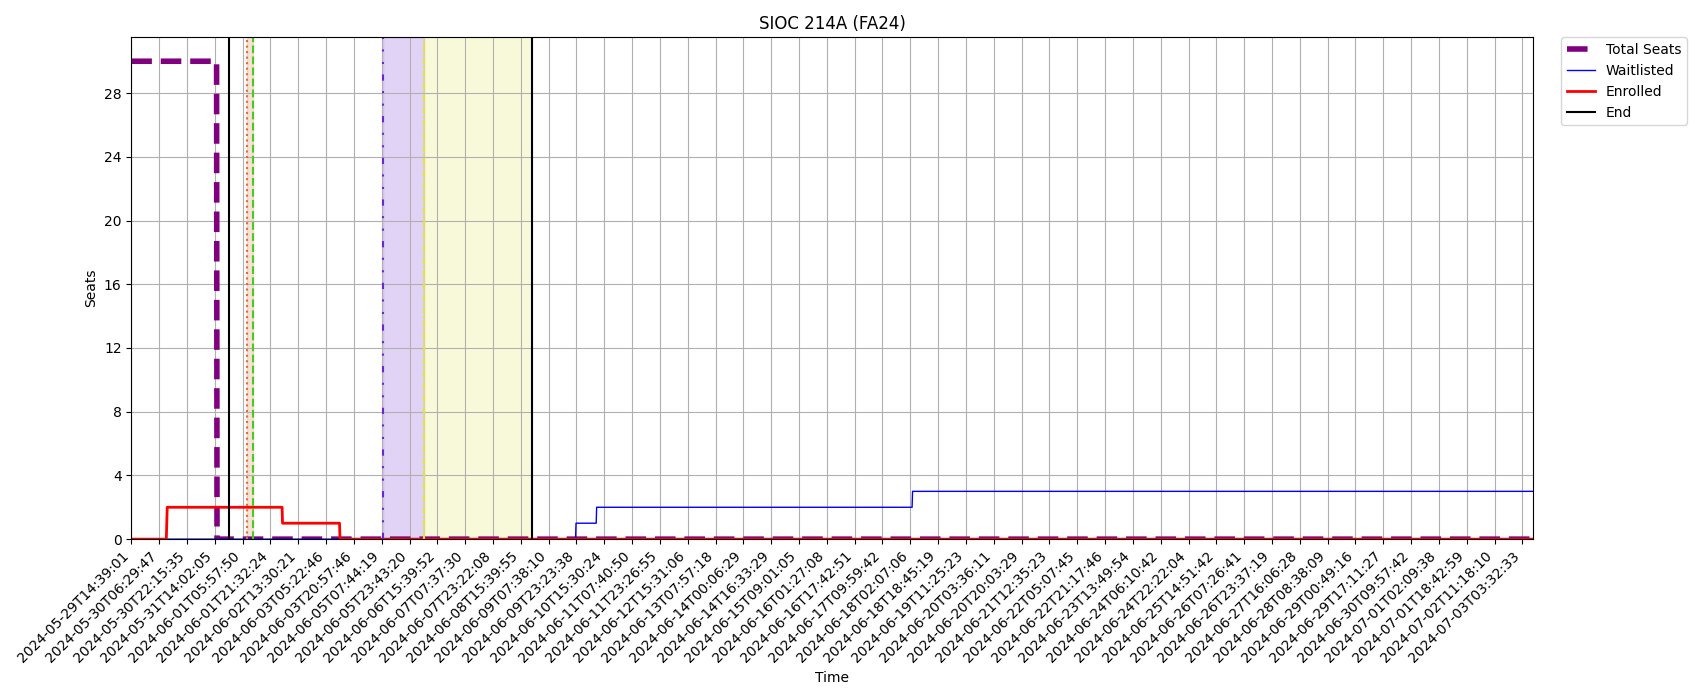 SIOC 214A (FA24)
Total Seats
Waitlisted
Enrolled
End
Seats
28
24
20
16
12
8
4
0
2024-05-29T14:39:01
2024-05-30T06:29:47
2024-05-30T22:15:35
2024-05-31T14:02:05
2024-06-01T05:57:50
2024-06-01T21:32:24
2024-06-02T13:30:21
2024-06-03T05:22:46
2024-06-03T20:57:46
2024-06-05T07:44:19
2024-06-05T23:43:20
2024-06-06T15:39:52
2024-06-07T07:37:30
2024-06-07T23:22:08
2024-06-08T15:39:55
2024-06-09T07:38:10
2024-06-09T23:23:38
2024-06-10T15:30:24
2024-06-11T07:40:50
2024-06-11T23:26:55
2024-06-12T15:31:06
2024-06-13T07:57:18
2024-06-14T00:06:29
2024-06-14T16:33:29
2024-06-15T09:01:05
2024-06-16T01:27:08
2024-06-16T17:42:51
2024-06-17T09:59:42
2024-06-18T02:07:06
2024-06-18T18:45:19
2024-06-19T11:25:23
2024-06-20T03:36:11
2024-06-20T20:03:29
2024-06-21T12:35:23
2024-06-22T05:07:45
2024-06-22T21:17:46
2024-06-23T13:49:54
2024-06-24T06:10:42
2024-06-24T22:22:04
2024-06-25T14:51:42
2024-06-26T07:26:41
2024-06-26T23:37:19
2024-06-27T16:06:28
2024-06-28T08:38:09
2024-06-29T00:49:16
2024-06-29T17:11:27
2024-06-30T09:57:42
2024-07-01T02:09:38
2024-07-01T18:42:59
2024-07-02T11:18:10
2024-07-03T03:32:33
Time